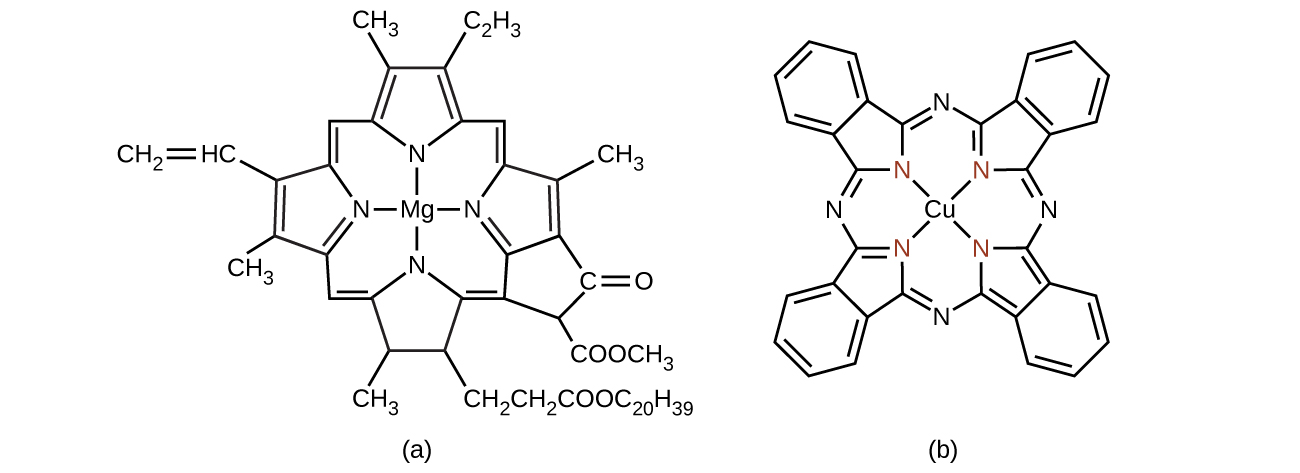 CH₃ C₂H₃
N
CH₂ HC N Mg N CH₃
CH₃ N C O
COOCH₃
CH₃ CH₂CH₂COOC₂₀H₃₉
(a)
N
N N
N Cu N
N N
N
(b)